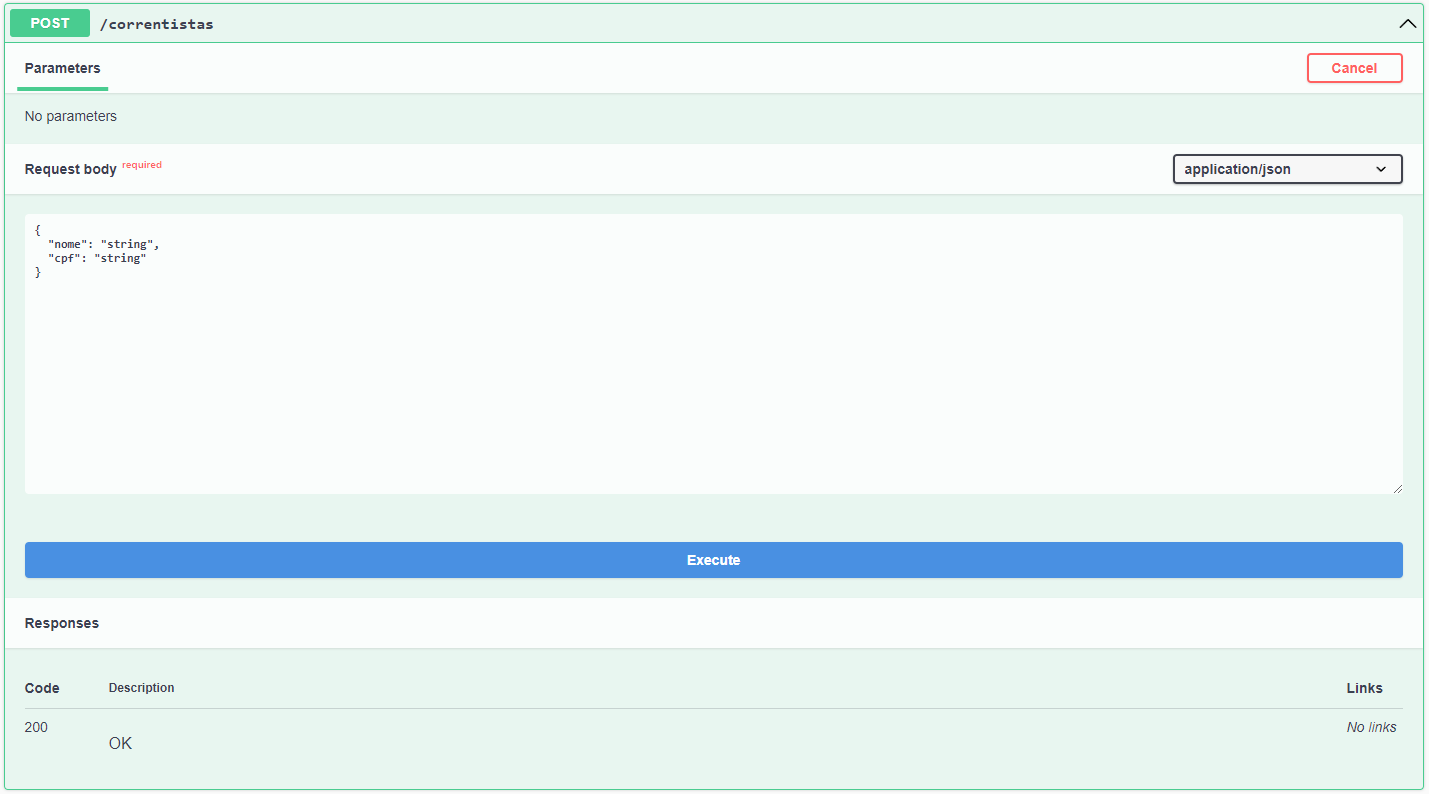 POST /correntistas
Parameters
Cancel
No parameters
Request body required
application/json
{
  "nome": "string",
  "cpf": "string"
}
Execute
Responses
Code Description Links
200 No links
OK